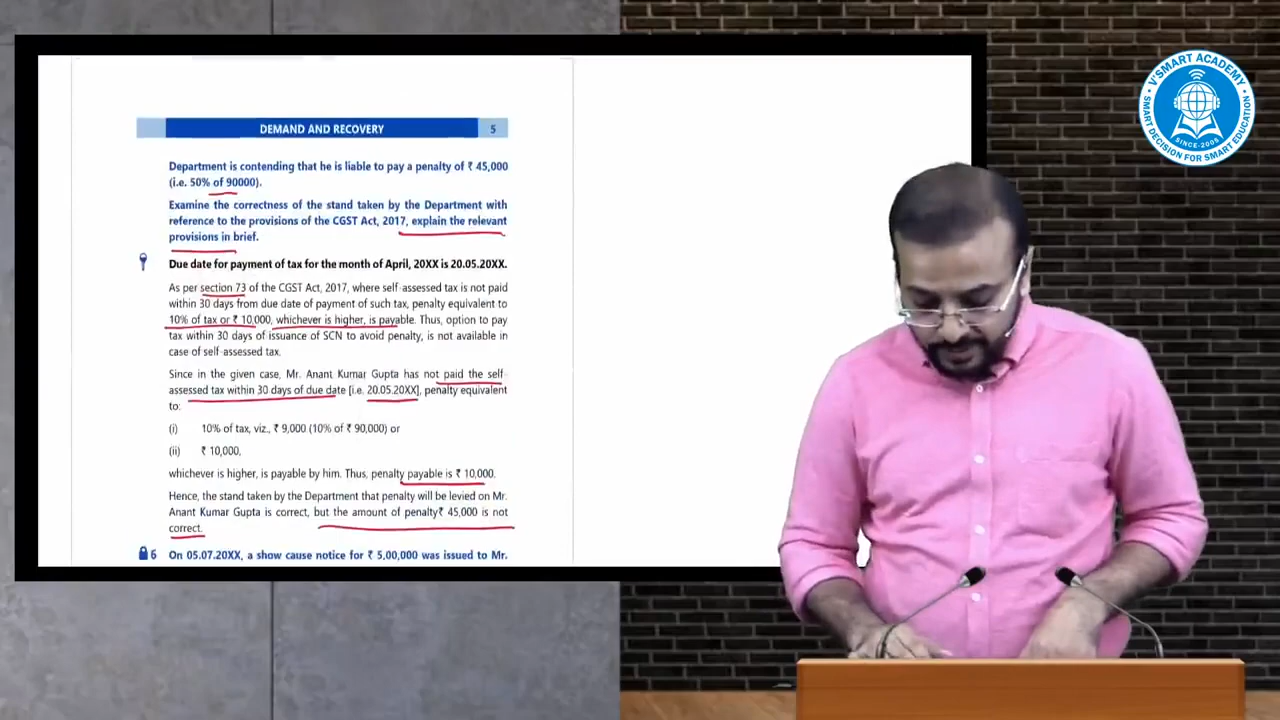 DEMAND AND RECOVERY 5
Department is contending that he is liable to pay a penalty of ₹ 45,000
(i.e. 50% of 90000).
Examine the correctness of the stand taken by the Department with
reference to the provisions of the CGST Act, 2017, explain the relevant
provisions in brief.
Due date for payment of tax for the month of April, 20XX is 20.05.20XX.
As per section 73 of the CGST Act, 2017, where self-assessed tax is not paid
within 30 days from due date of payment of such tax, penalty equivalent to
10% of tax or ₹ 10,000, whichever is higher, is payable. Thus, option to pay
tax within 30 days of issuance of SCN to avoid penalty, is not available in
case of self-assessed tax.
Since in the given case, Mr. Anant Kumar Gupta has not paid the self-
assessed tax within 30 days of due date [i.e. 20.05.20XX], penalty equivalent
to:
(i) 10% of tax, viz., ₹ 9,000 (10% of ₹ 90,000) or
(ii) ₹ 10,000,
whichever is higher, is payable by him. Thus, penalty payable is ₹ 10,000.
Hence, the stand taken by the Department that penalty will be levied on Mr.
Anant Kumar Gupta is correct, but the amount of penalty₹ 45,000 is not
correct.
6 On 05.07.20XX, a show cause notice for ₹ 5,00,000 was issued to Mr.
V'SMART ACADEMY
SMART DECISION FOR SMART EDUCATION
SINCE-2008